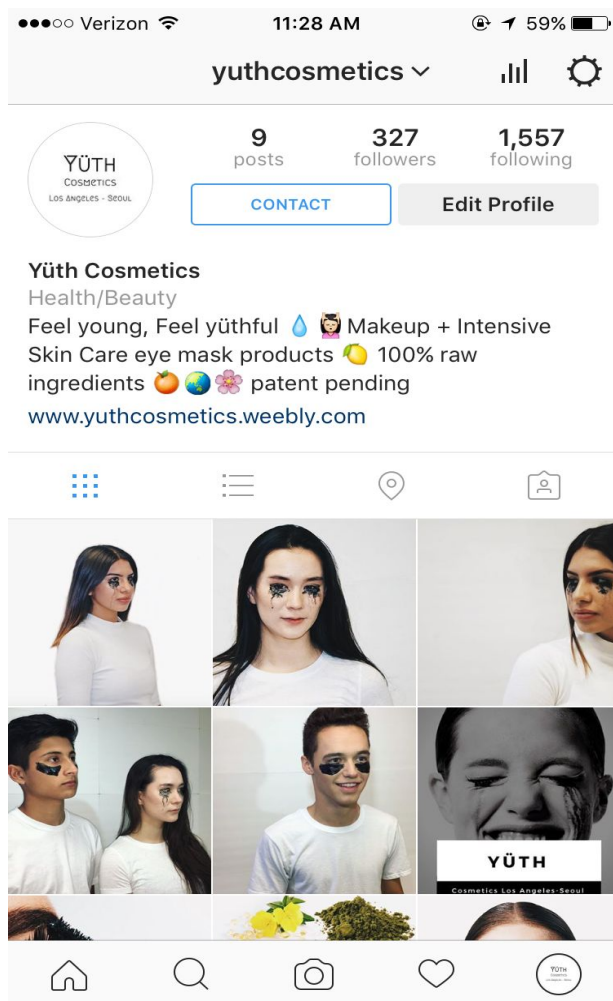 Verizon 11:28 AM 59%
yuthcosmetics
9 327 1,557
posts followers following
YÜTH
COSMETICS
LOS ANGELES - SEOUL
CONTACT Edit Profile
Yüth Cosmetics
Health/Beauty
Feel young, Feel yüthful 💧 💆🏻 Makeup + Intensive
Skin Care eye mask products 🍋 100% raw
ingredients 🍊 🌏 🌸 patent pending
www.yuthcosmetics.weebly.com
YÜTH
Cosmetics Los Angeles-Seoul
YÜTH